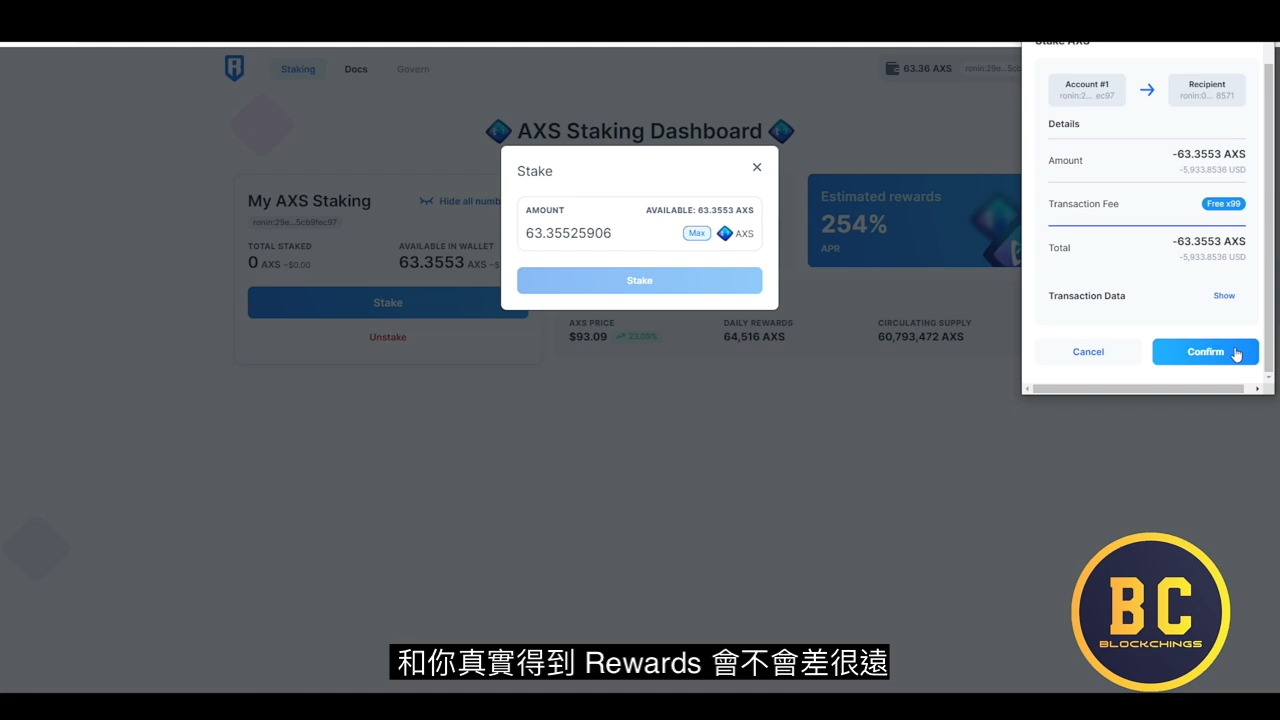 Staking
Docs
Govern
63.36 AXS
ronin:29e...5cb
AXS Staking Dashboard
My AXS Staking
Hide all numb
ronin:29e...5cb9fec97
TOTAL STAKED
AVAILABLE IN WALLET
0 AXS ~$0.00
63.3553 AXS
Stake
Unstake
Stake
AMOUNT
AVAILABLE: 63.3553 AXS
63.35525906
Max
AXS
Stake
Estimated rewards
254%
APR
AXS PRICE
DAILY REWARDS
CIRCULATING SUPPLY
$93.09
23.08%
64,516 AXS
60,793,472 AXS
Stake AXS
Account #1
Recipient
ronin:2... ec97
ronin:0... 8571
Details
Amount
-63.3553 AXS
-5,933.8536 USD
Transaction Fee
Free x99
Total
-63.3553 AXS
-5,933.8536 USD
Transaction Data
Show
Cancel
Confirm
BC
BLOCKCHINGS
和你真實得到 Rewards 會不會差很遠